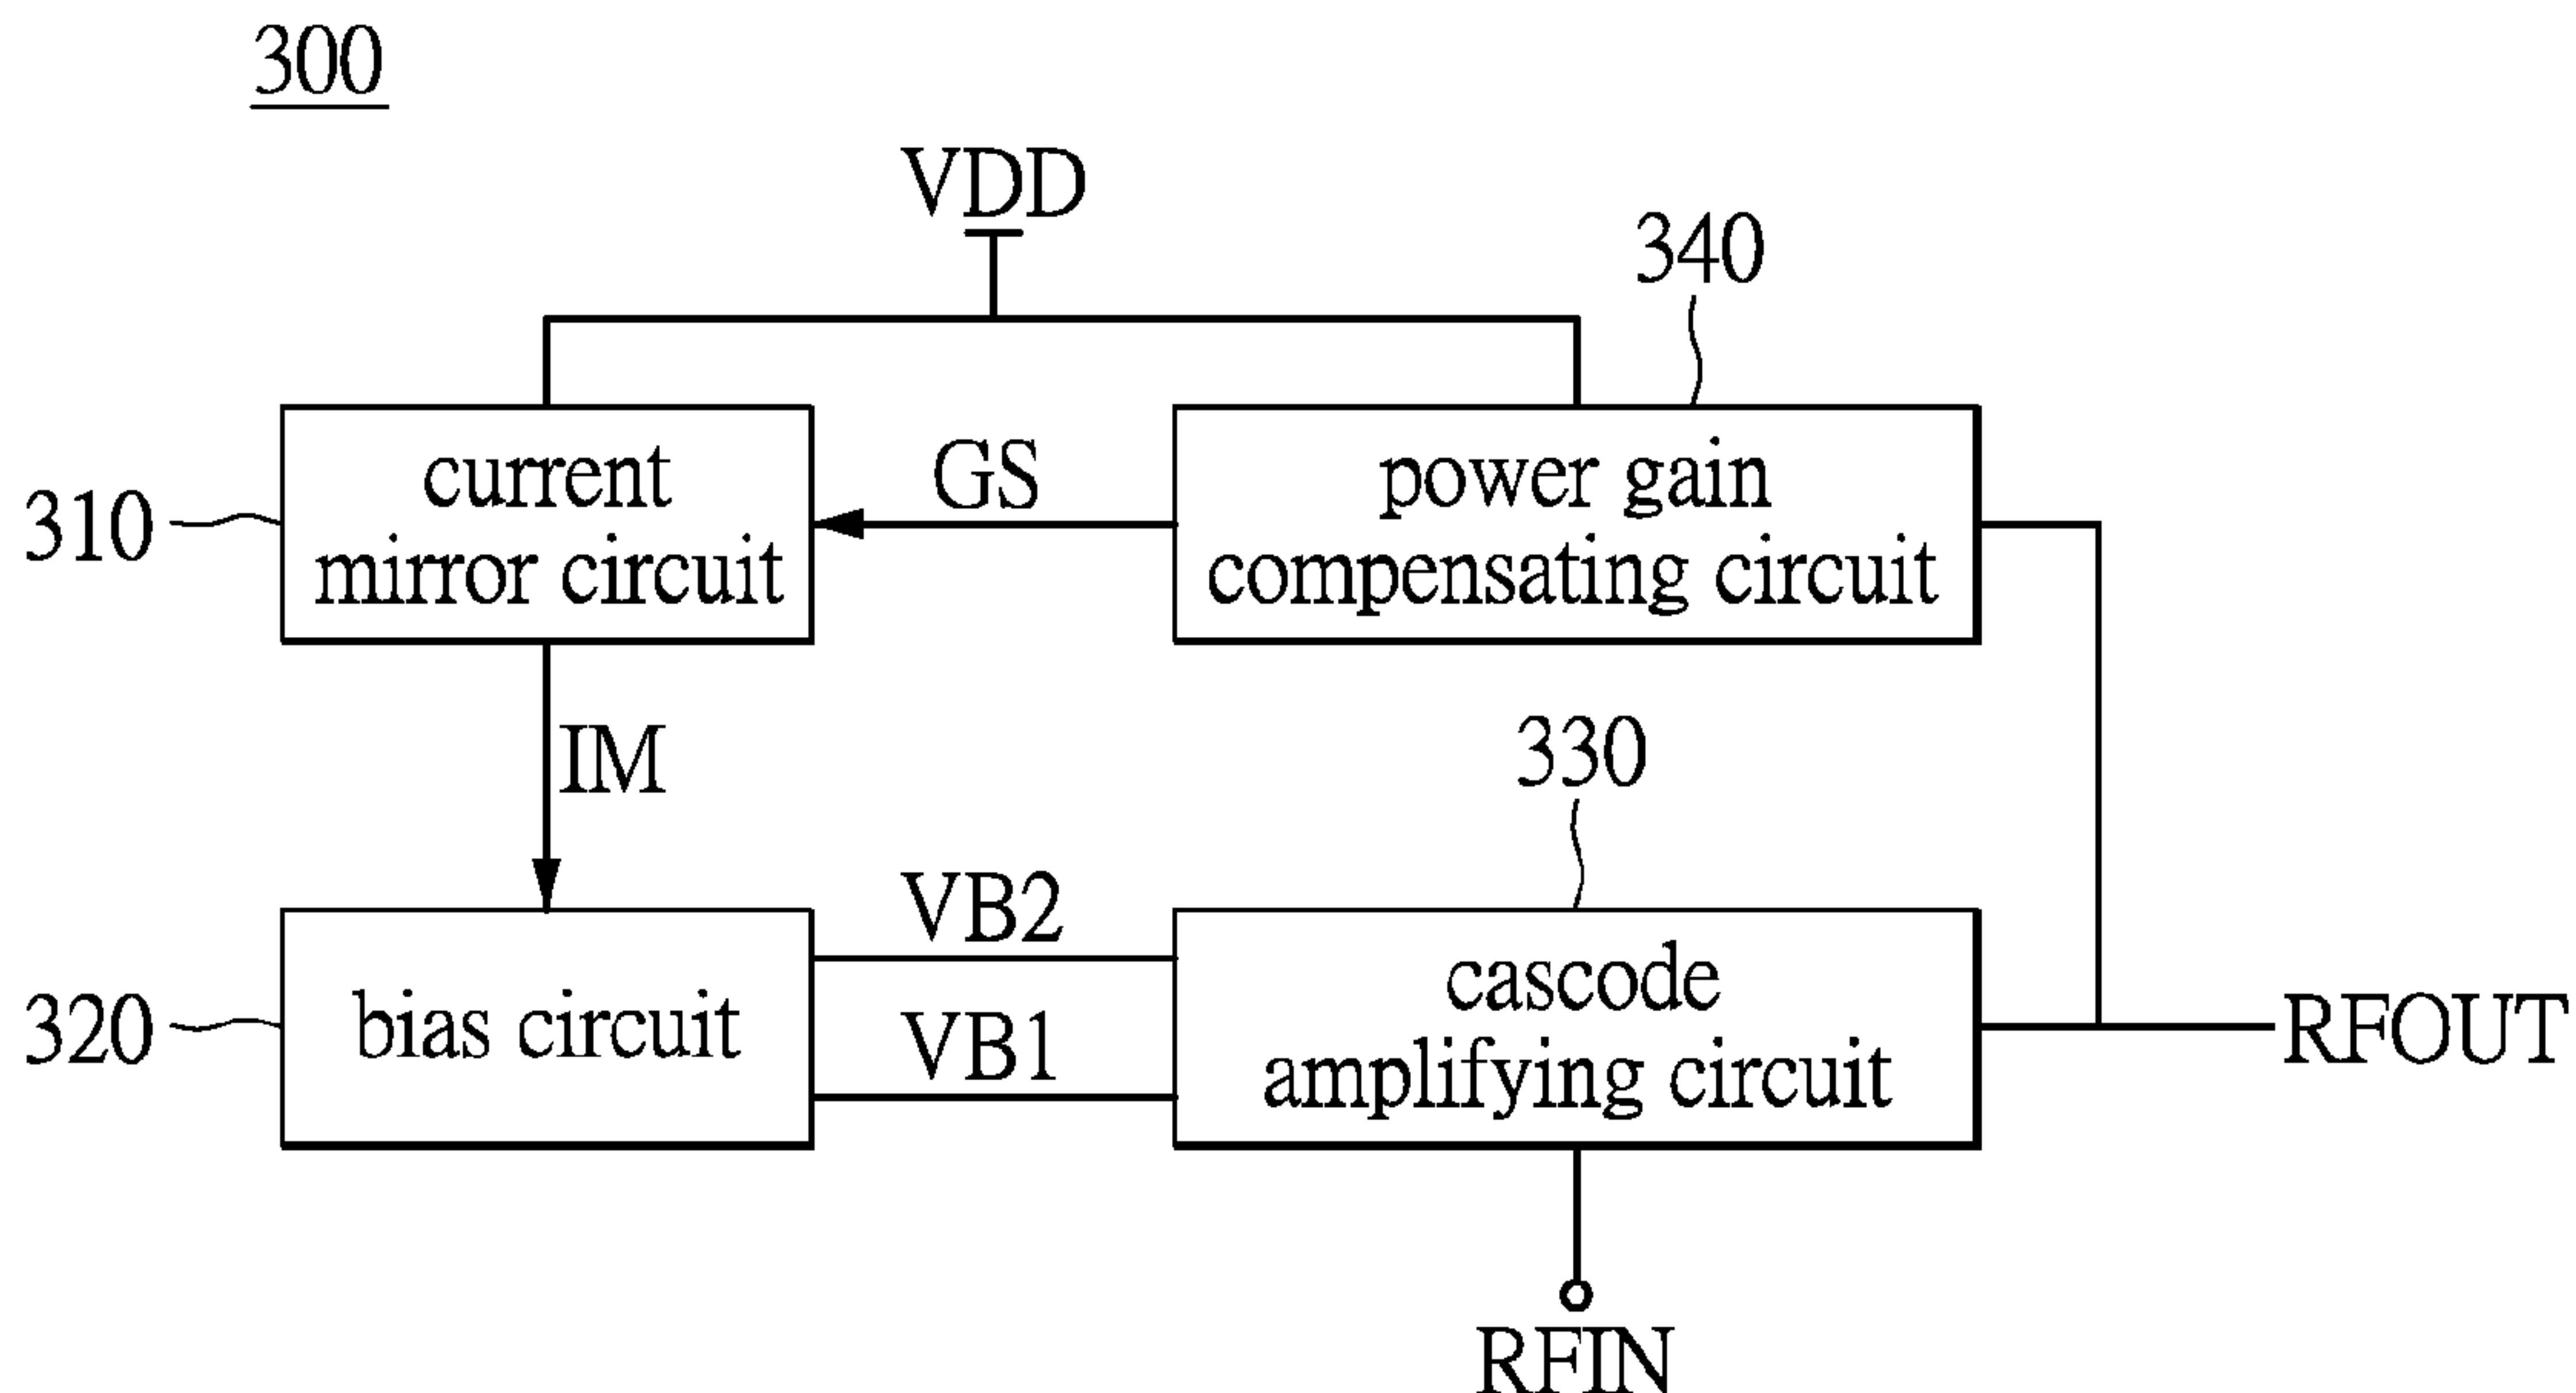 300
VDD
340
310
current
mirror circuit
GS
power gain
compensating circuit
IM
330
320
bias circuit
VB2
VB1
cascode
amplifying circuit
RFOUT
RFIN